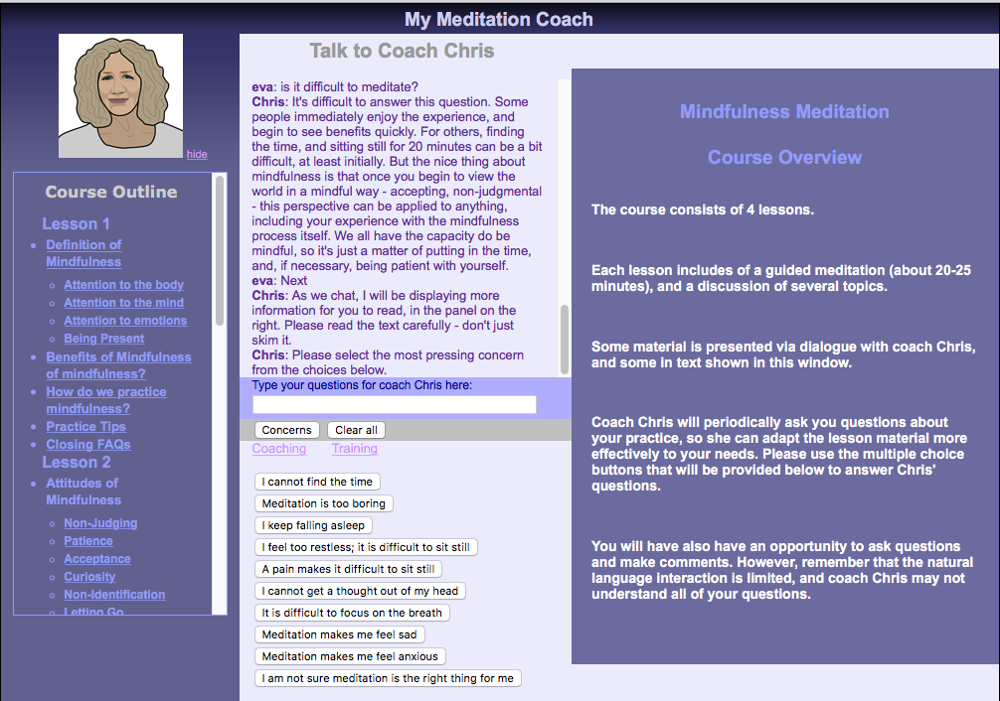 My Meditation Coach
hide
Course Outline
Lesson 1
Definition of
Mindfulness
Attention to the body
Attention to the mind
Attention to emotions
Being Present
Benefits of Mindfulness
of mindfulness?
How do we practice
mindfulness?
Practice Tips
Closing FAQs
Lesson 2
Attitudes of
Mindfulness
Non-Judging
Patience
Acceptance
Curiosity
Non-Identification
Letting Go
Talk to Coach Chris
eva: is it difficult to meditate?
Chris: It's difficult to answer this question. Some
people immediately enjoy the experience, and
begin to see benefits quickly. For others, finding
the time, and sitting still for 20 minutes can be a bit
difficult, at least initially. But the nice thing about
mindfulness is that once you begin to view the
world in a mindful way - accepting, non-judgmental
- this perspective can be applied to anything,
including your experience with the mindfulness
process itself. We all have the capacity do be
mindful, so it's just a matter of putting in the time,
and, if necessary, being patient with yourself.
eva: Next
Chris: As we chat, I will be displaying more
information for you to read, in the panel on the
right. Please read the text carefully - don't just
skim it.
Chris: Please select the most pressing concern
from the choices below.
Type your questions for coach Chris here:
Concerns Clear all
Coaching Training
I cannot find the time
Meditation is too boring
I keep falling asleep
I feel too restless; it is difficult to sit still
A pain makes it difficult to sit still
I cannot get a thought out of my head
It is difficult to focus on the breath
Meditation makes me feel sad
Meditation makes me feel anxious
I am not sure meditation is the right thing for me
Mindfulness Meditation
Course Overview
The course consists of 4 lessons.
Each lesson includes of a guided meditation (about 20-25
minutes), and a discussion of several topics.
Some material is presented via dialogue with coach Chris,
and some in text shown in this window.
Coach Chris will periodically ask you questions about
your practice, so she can adapt the lesson material more
effectively to your needs. Please use the multiple choice
buttons that will be provided below to answer Chris'
questions.
You will have also have an opportunity to ask questions
and make comments. However, remember that the natural
language interaction is limited, and coach Chris may not
understand all of your questions.